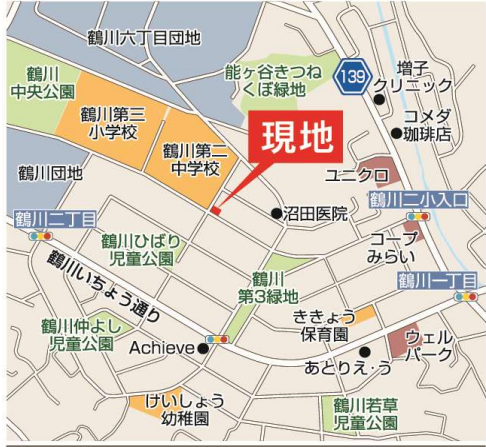 鶴川六丁目団地
鶴川
中央公園
能ヶ谷きつね
くぼ緑地
139
増子
クリニック
コメダ
珈琲店
鶴川第三
小学校
鶴川第二
中学校
現地
ユニクロ
鶴川団地
鶴川二小入口
沼田医院
鶴川二丁目
鶴川ひばり
児童公園
コープ
みらい
鶴川いちょう通り
鶴川
第3緑地
鶴川一丁目
鶴川仲よし
児童公園
ききょう
保育園
ウェル
パーク
Achieve
あとりえ・う
けいしょう
幼稚園
鶴川若草
児童公園